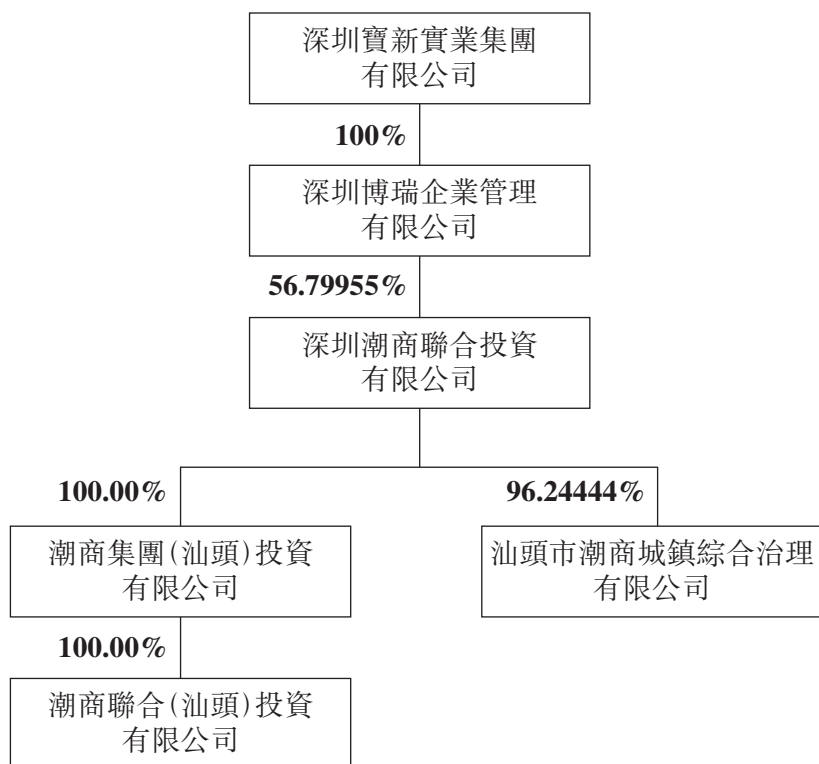 深圳寶新實業集團
有限公司
100%
深圳博瑞企業管理
有限公司
56.79955%
深圳潮商聯合投資
有限公司
100.00%
96.24444%
潮商集團(汕頭)投資
有限公司
汕頭市潮商城鎮綜合治理
有限公司
100.00%
潮商聯合(汕頭)投資
有限公司